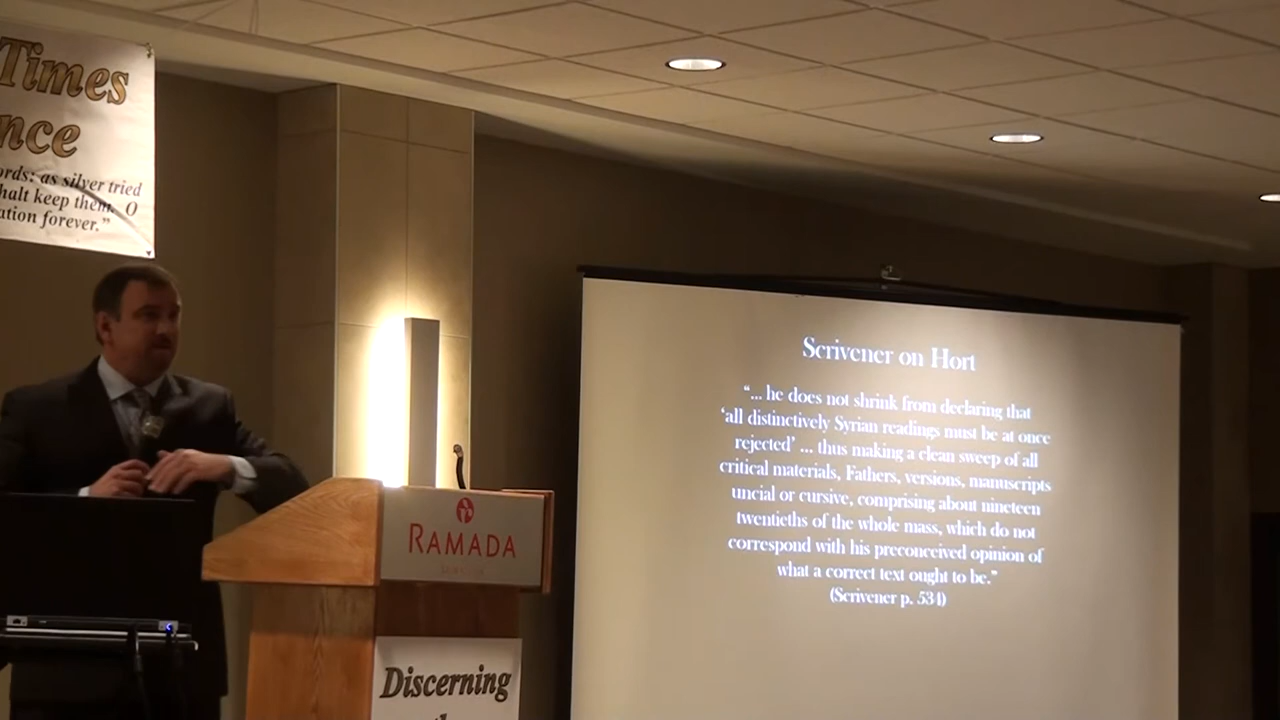 Times
nce
ords: as silver tried
halt keep them, O
ation forever.”
Scrivener on Hort
“... he does not shrink from declaring that
‘all distinctively Syrian readings must be at once
rejected’ ... thus making a clean sweep of all
critical materials, Fathers, versions, manuscripts
uncial or cursive, comprising about nineteen
twentieths of the whole mass, which do not
correspond with his preconceived opinion of
what a correct text ought to be.”
(Scrivener p. 534)
RAMADA
Discerning